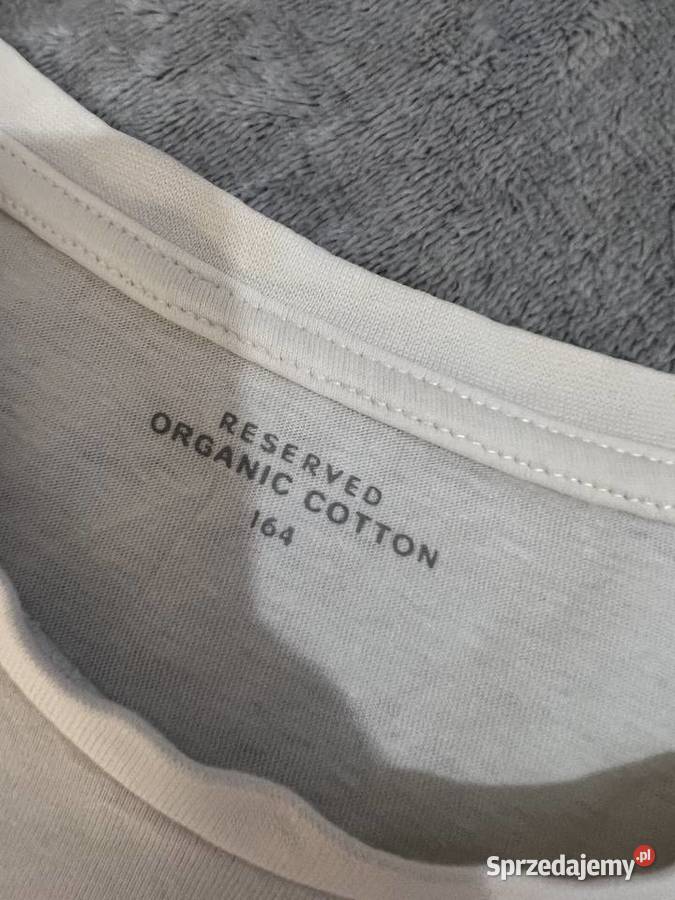 RESERVED
ORGANIC COTTON
164
Sprzedajemy.pl